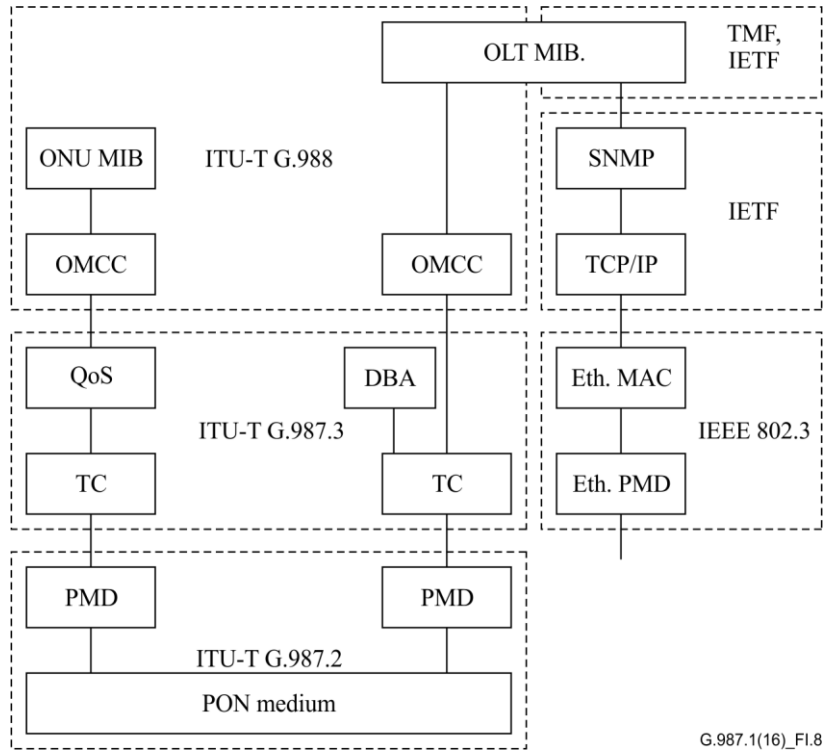 OLT MIB.
TMF,
IETF
ONU MIB
ITU-T G.988
SNMP
IETF
OMCC
OMCC
TCP/IP
QoS
DBA
Eth. MAC
ITU-T G.987.3
IEEE 802.3
TC
TC
Eth. PMD
PMD
PMD
ITU-T G.987.2
PON medium
G.987.1(16)_FI.8